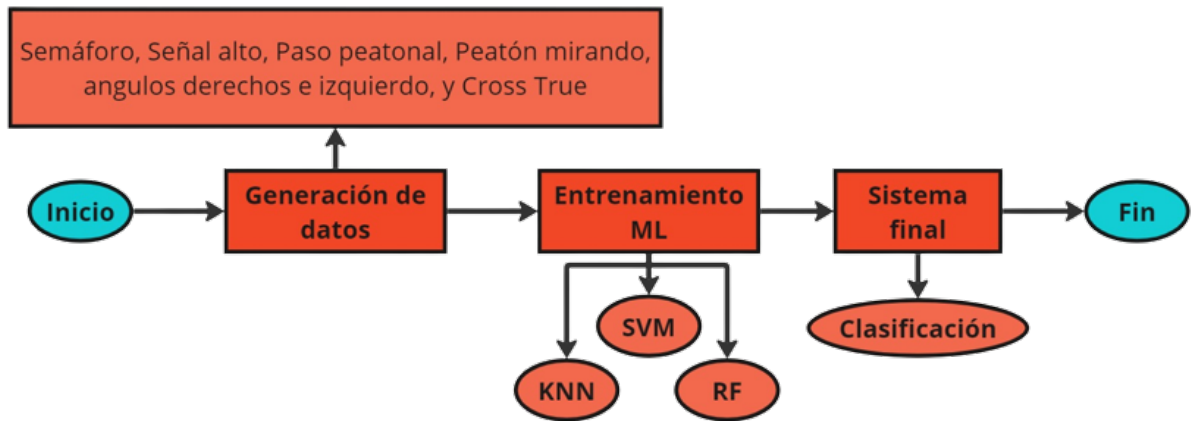 Semáforo, Señal alto, Paso peatonal, Peatón mirando,
angulos derechos e izquierdo, y Cross True
Inicio
Generación de
datos
Entrenamiento
ML
Sistema
final
Fin
SVM
KNN
RF
Clasificación